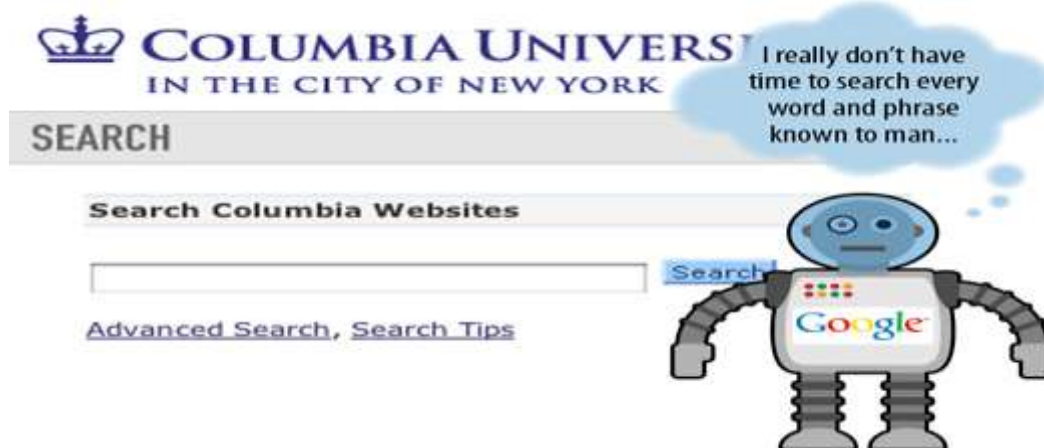 COLUMBIA UNIVERS
IN THE CITY OF NEW YORK
I really don't have
time to search every
word and phrase
known to man...
SEARCH
Search Columbia Websites
Search
Advanced Search, Search Tips
Google